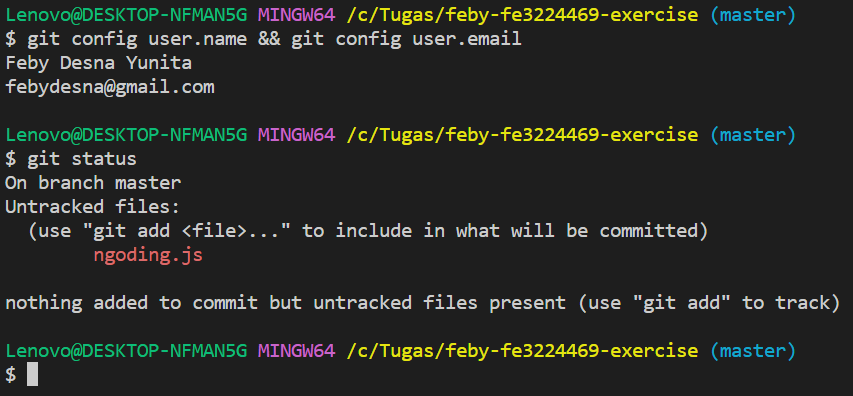 Lenovo@DESKTOP-NFMAN5G MINGW64 /c/Tugas/feby-fe3224469-exercise (master)
$ git config user.name && git config user.email
Feby Desna Yunita
febydesna@gmail.com
Lenovo@DESKTOP-NFMAN5G MINGW64 /c/Tugas/feby-fe3224469-exercise (master)
$ git status
On branch master
Untracked files:
  (use "git add <file>..." to include in what will be committed)
        ngoding.js
nothing added to commit but untracked files present (use "git add" to track)
Lenovo@DESKTOP-NFMAN5G MINGW64 /c/Tugas/feby-fe3224469-exercise (master)
$